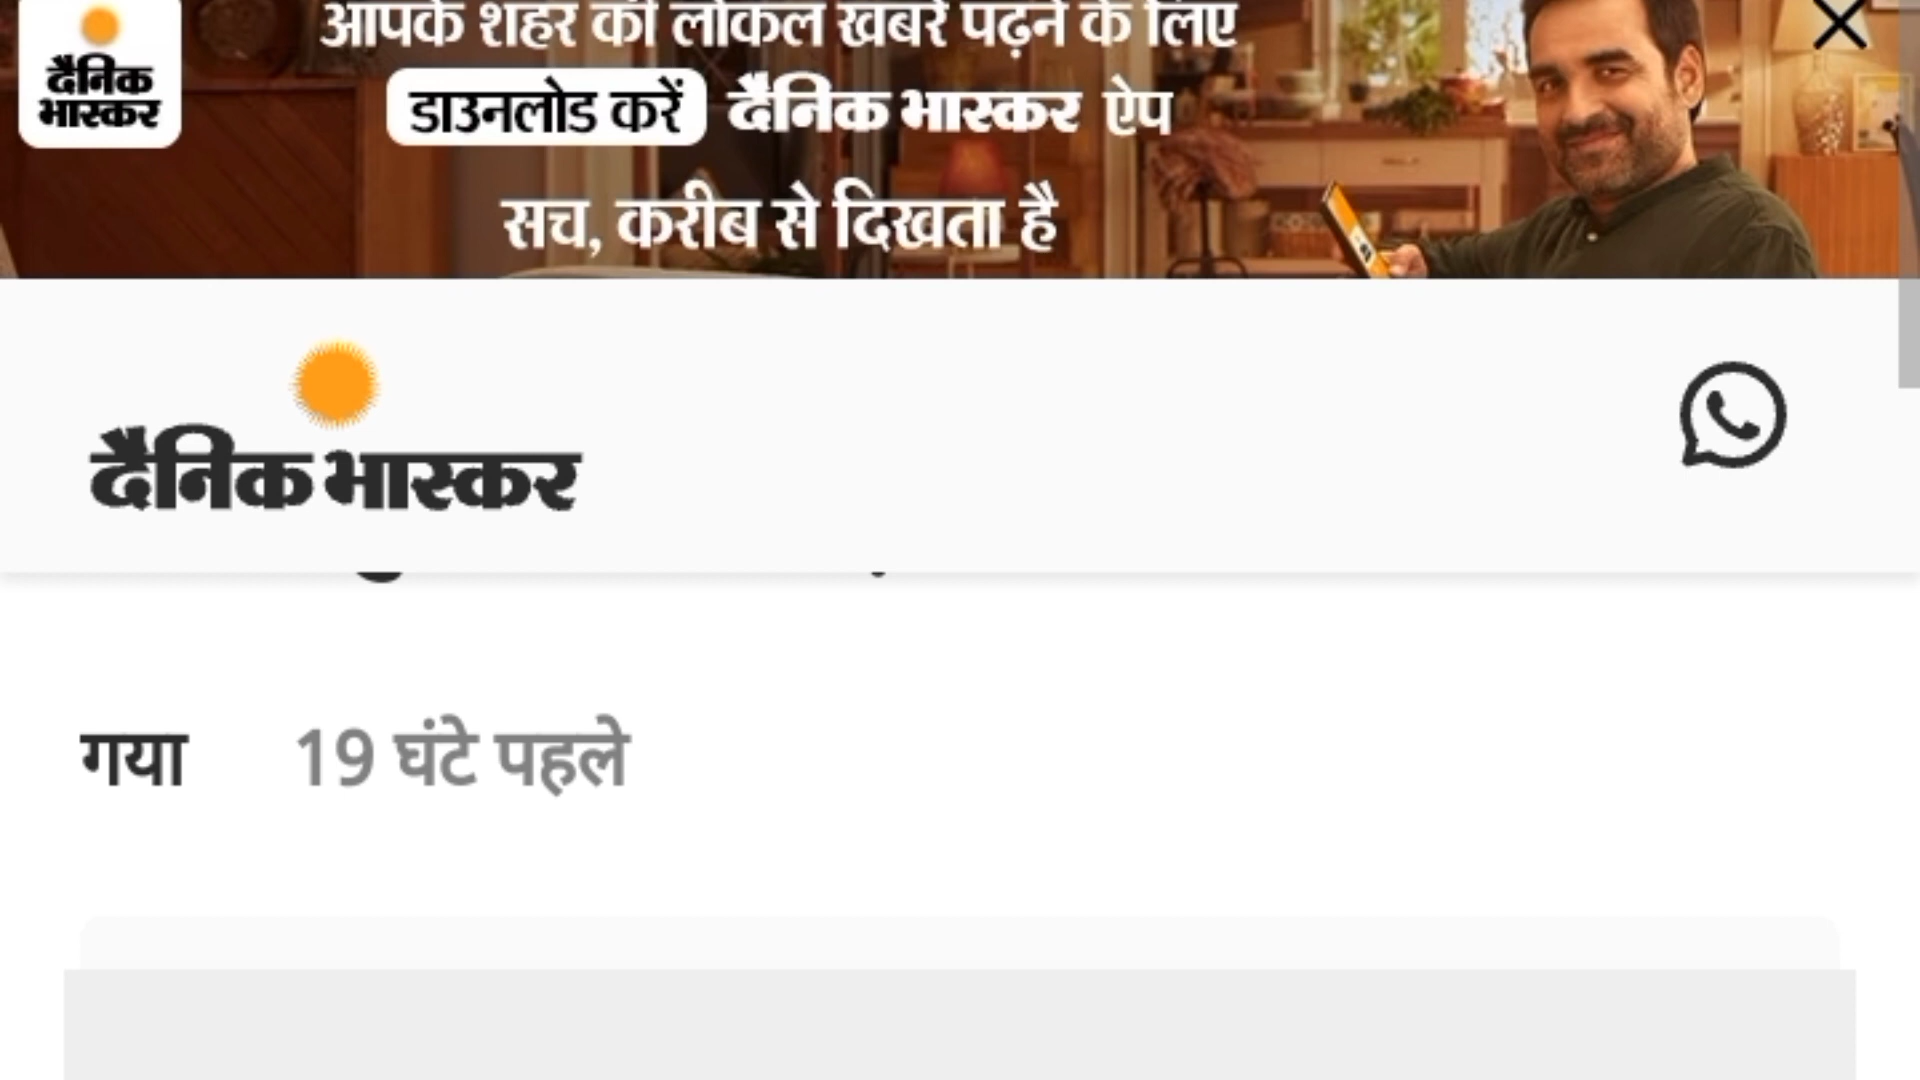 दैनिक
भास्कर
आपके शहर की लोकल खबरें पढ़ने के लिए
डाउनलोड करें दैनिक भास्कर ऐप
सच, करीब से दिखता है
दैनिक भास्कर
गया 19 घंटे पहले